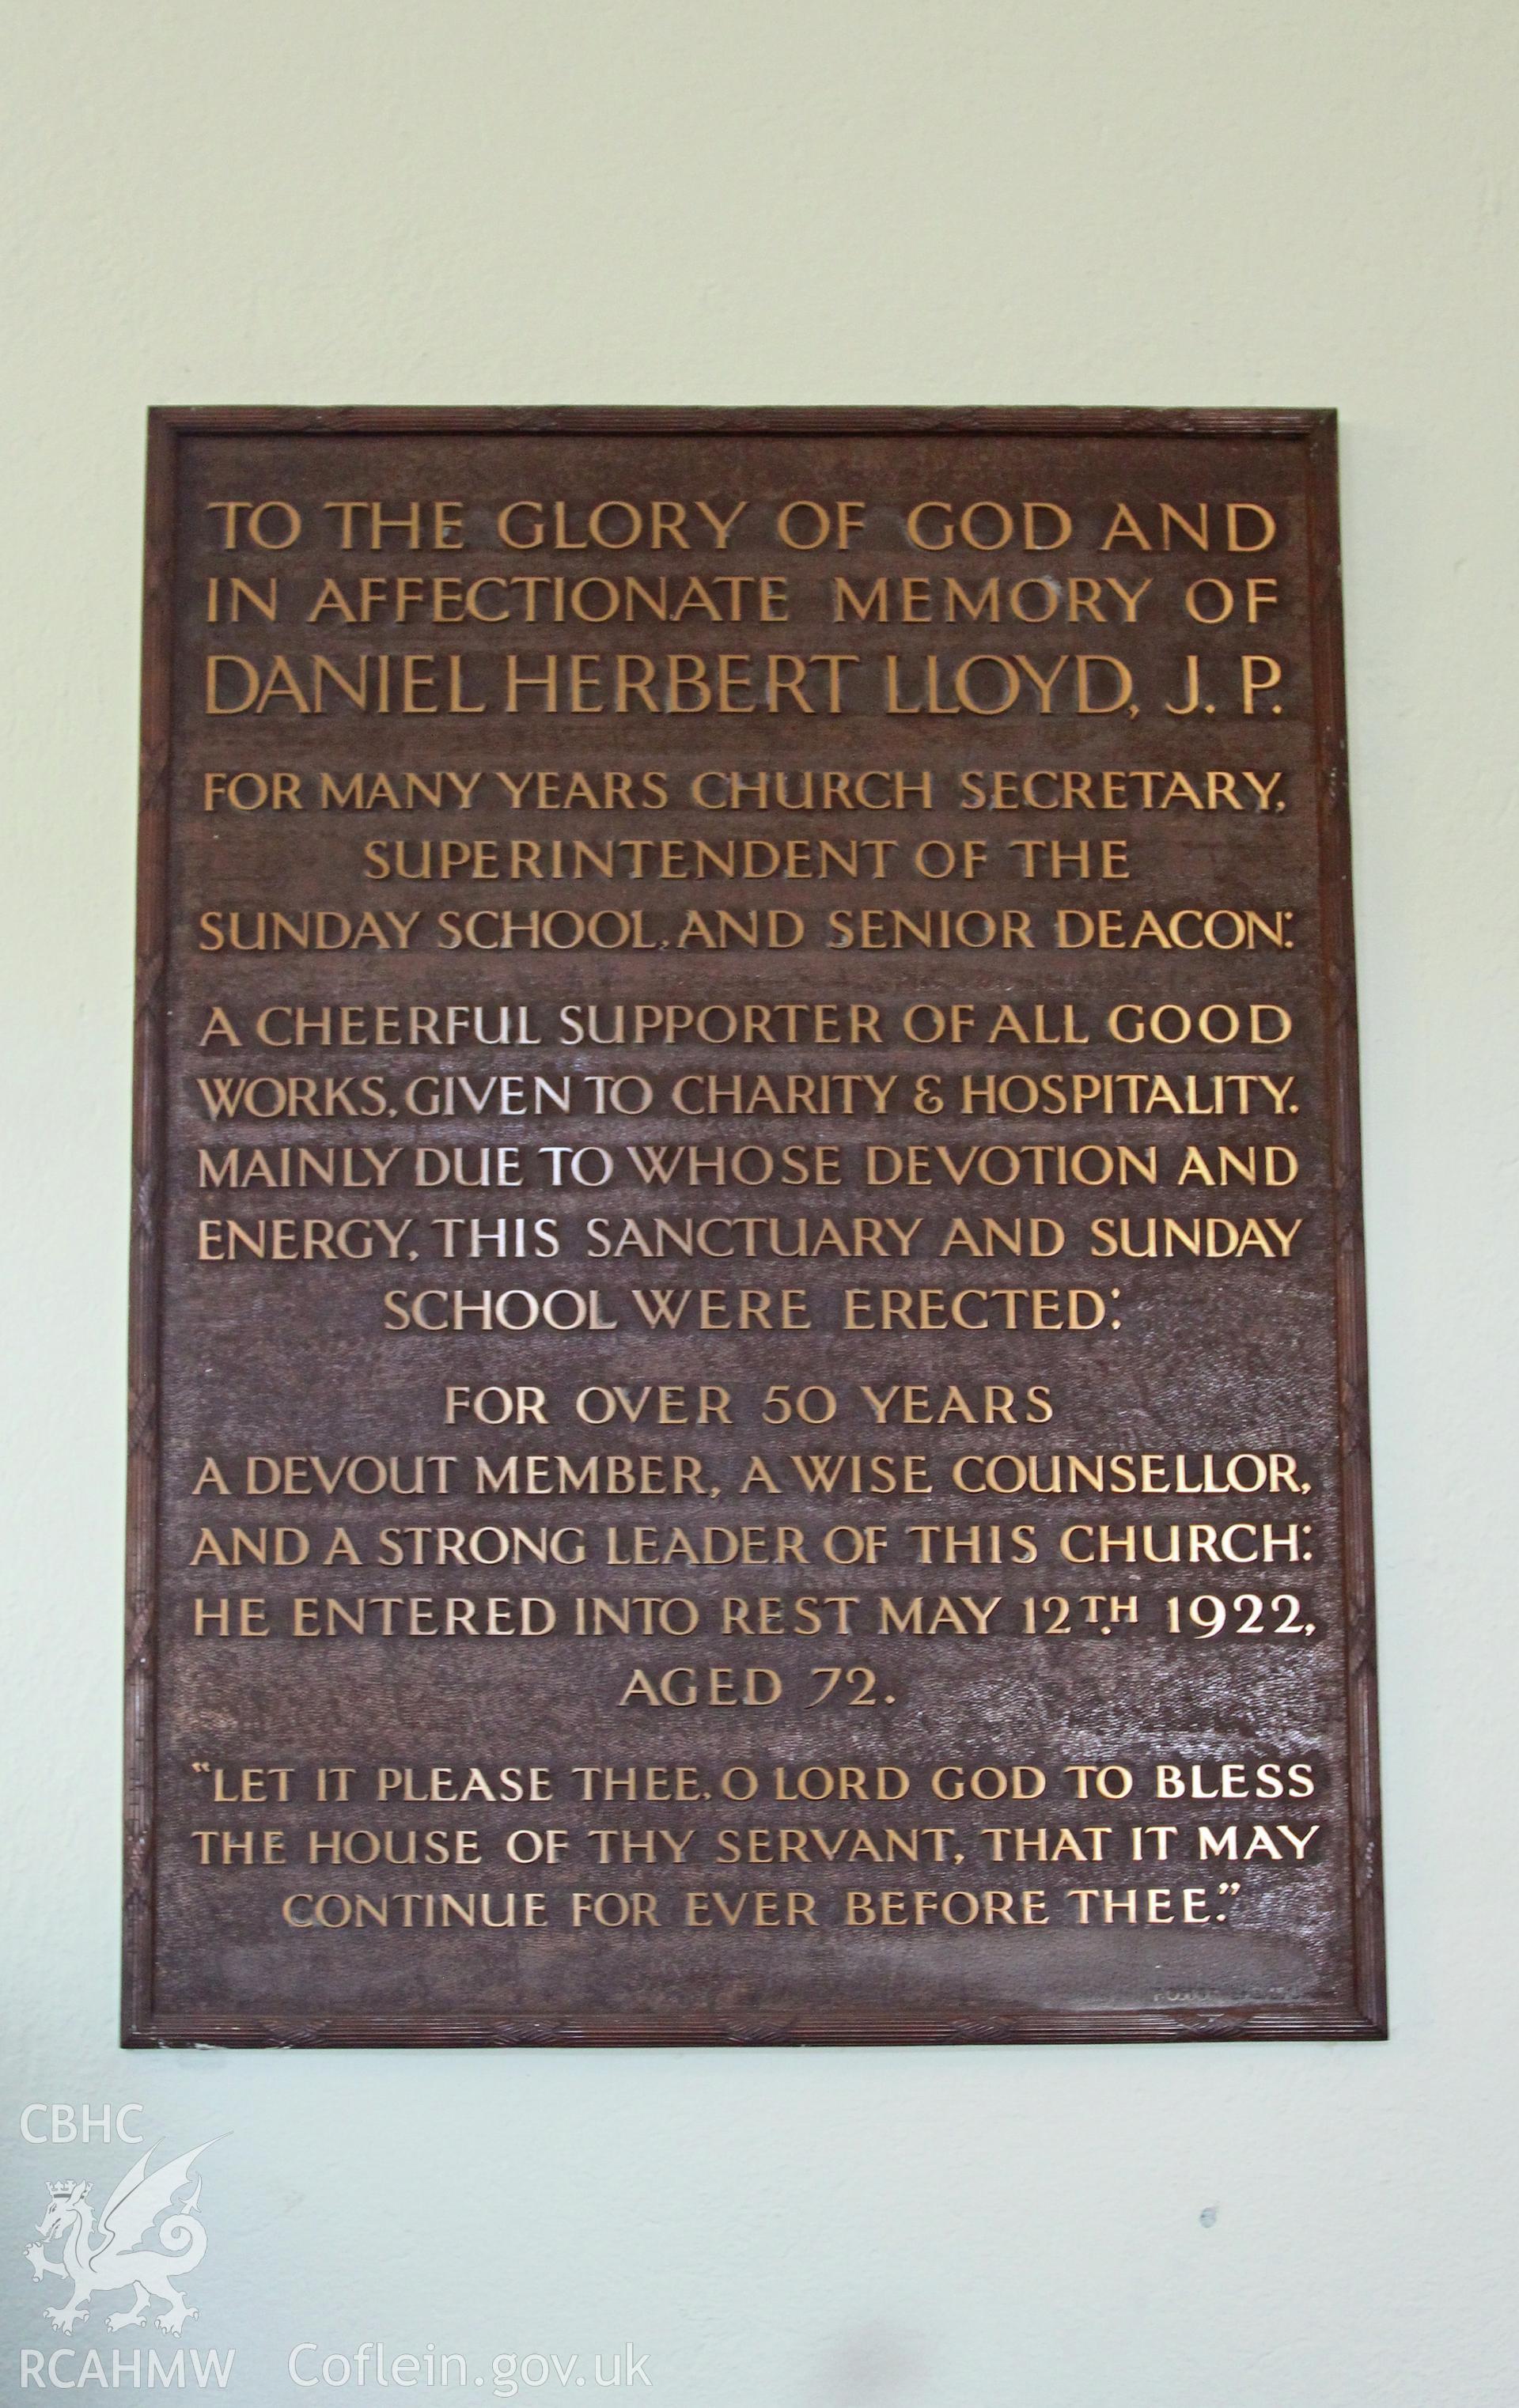 TO THE GLORY OF GOD AND
IN AFFECTIONATE MEMORY OF
DANIEL HERBERT LLOYD, J. P.
FOR MANY YEARS CHURCH SECRETARY,
SUPERINTENDENT OF THE
SUNDAY SCHOOL, AND SENIOR DEACON:
A CHEERFUL SUPPORTER OF ALL GOOD
WORKS, GIVEN TO CHARITY & HOSPITALITY.
MAINLY DUE TO WHOSE DEVOTION AND
ENERGY, THIS SANCTUARY AND SUNDAY
SCHOOL WERE ERECTED:
FOR OVER 50 YEARS
A DEVOUT MEMBER, A WISE COUNSELLOR,
AND A STRONG LEADER OF THIS CHURCH:
HE ENTERED INTO REST MAY 12TH 1922,
AGED 72.
"LET IT PLEASE THEE, O LORD GOD TO BLESS
THE HOUSE OF THY SERVANT, THAT IT MAY
CONTINUE FOR EVER BEFORE THEE."
CBHC
RCAHMW Coflein.gov.uk